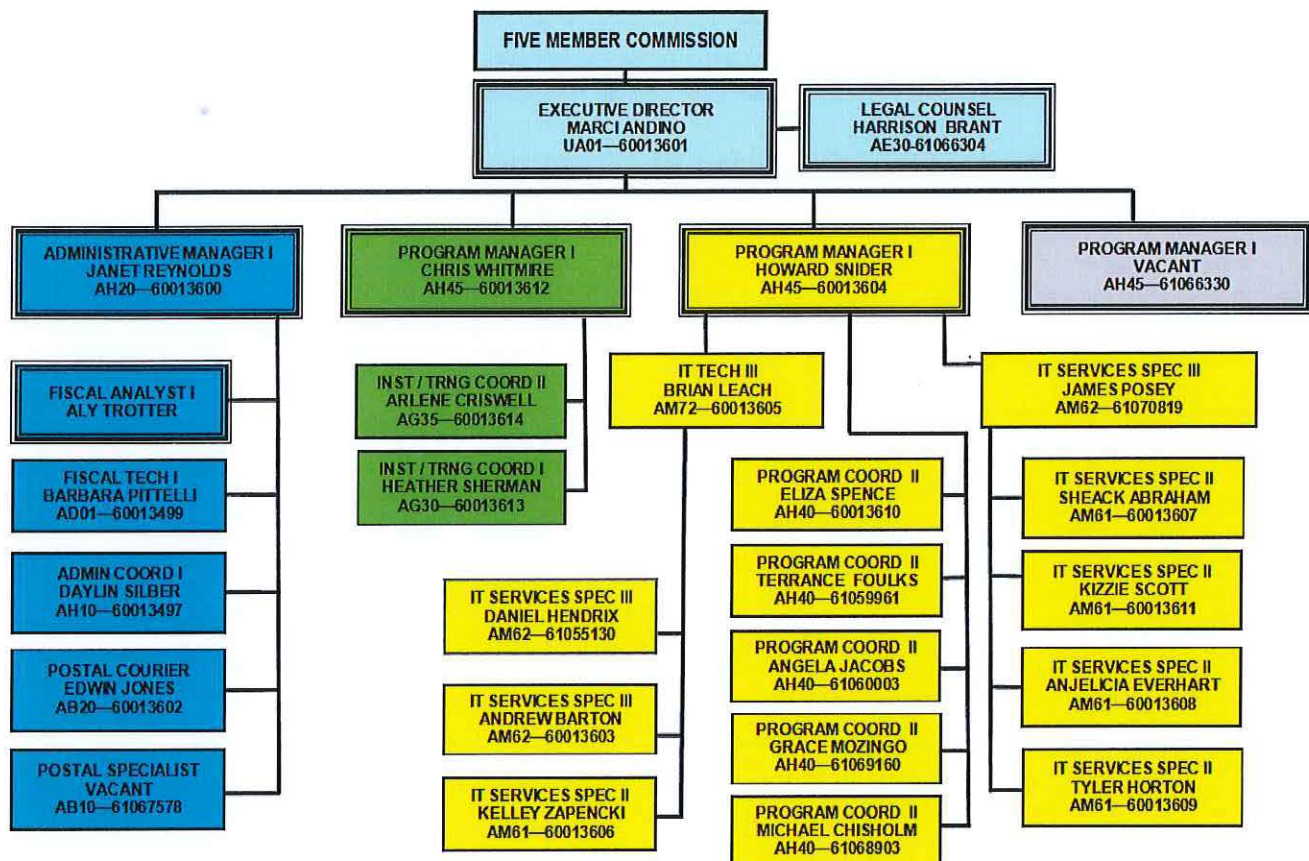 FIVE MEMBER COMMISSION
EXECUTIVE DIRECTOR
MARCI ANDINO
UA01—60013601
LEGAL COUNSEL
HARRISON BRANT
AE30-61066304
ADMINISTRATIVE MANAGER I
JANET REYNOLDS
AH20—60013600
PROGRAM MANAGER I
CHRIS WHITMIRE
AH45—60013612
PROGRAM MANAGER I
HOWARD SNIDER
AH45—60013604
PROGRAM MANAGER I
VACANT
AH45—61066330
FISCAL ANALYST I
ALY TROTTER
FISCAL TECH I
BARBARA PITTELLI
AD01—60013499
ADMIN COORD I
DAYLIN SILBER
AH10—60013497
POSTAL COURIER
EDWIN JONES
AB20—60013602
POSTAL SPECIALIST
VACANT
AB10—61067578
INST / TRNG COORD II
ARLENE CRISWELL
AG35—60013614
INST / TRNG COORD I
HEATHER SHERMAN
AG30—60013613
IT TECH III
BRIAN LEACH
AM72—60013605
IT SERVICES SPEC III
DANIEL HENDRIX
AM62—61055130
IT SERVICES SPEC III
ANDREW BARTON
AM62—60013603
IT SERVICES SPEC II
KELLEY ZAPENCKI
AM61—60013606
PROGRAM COORD II
ELIZA SPENCE
AH40—60013610
PROGRAM COORD II
TERRANCE FOULKS
AH40—61059961
PROGRAM COORD II
ANGELA JACOBS
AH40—61060003
PROGRAM COORD II
GRACE MOZINGO
AH40—61069160
PROGRAM COORD II
MICHAEL CHISHOLM
AH40—61068903
IT SERVICES SPEC III
JAMES POSEY
AM62—61070819
IT SERVICES SPEC II
SHEACK ABRAHAM
AM61—60013607
IT SERVICES SPEC II
KIZZIE SCOTT
AM61—60013611
IT SERVICES SPEC II
ANJELICIA EVERHART
AM61—60013608
IT SERVICES SPEC II
TYLER HORTON
AM61—60013609